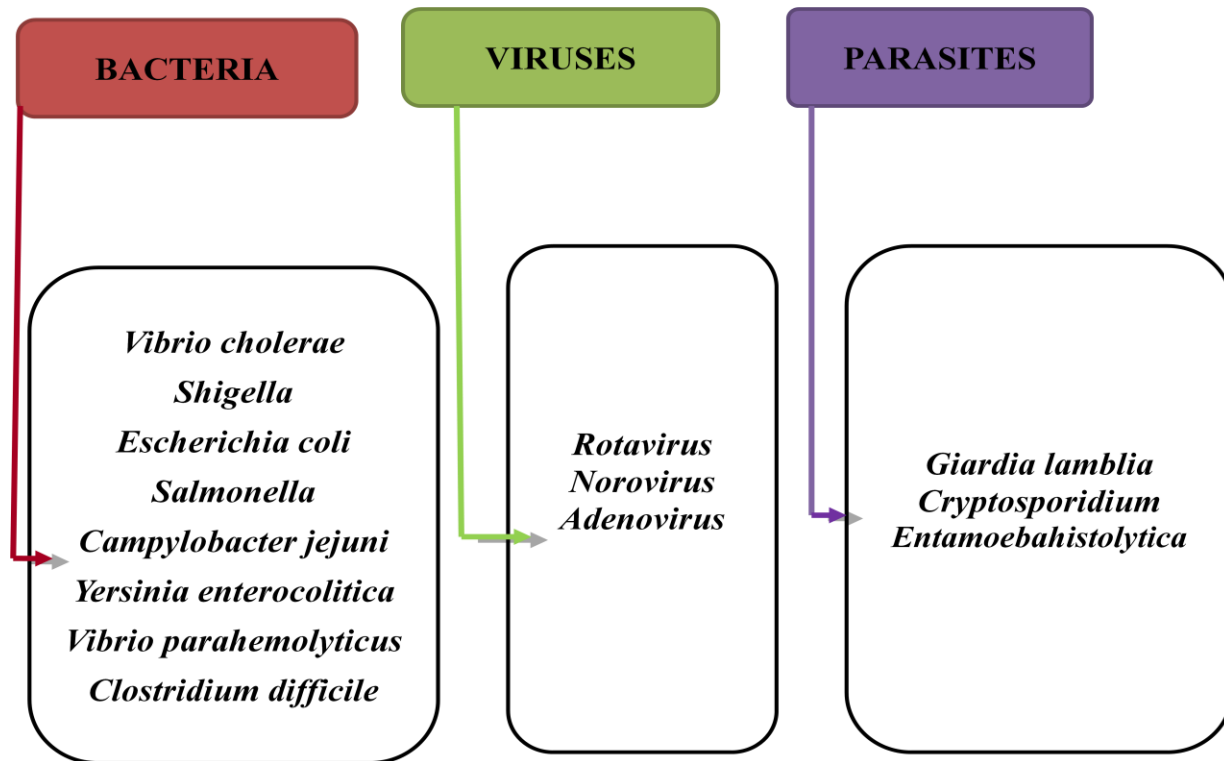 BACTERIA
VIRUSES
PARASITES
Vibrio cholerae
Shigella
Escherichia coli
Salmonella
Campylobacter jejuni
Yersinia enterocolitica
Vibrio parahemolyticus
Clostridium difficile
Rotavirus
Norovirus
Adenovirus
Giardia lamblia
Cryptosporidium
Entamoebahistolytica